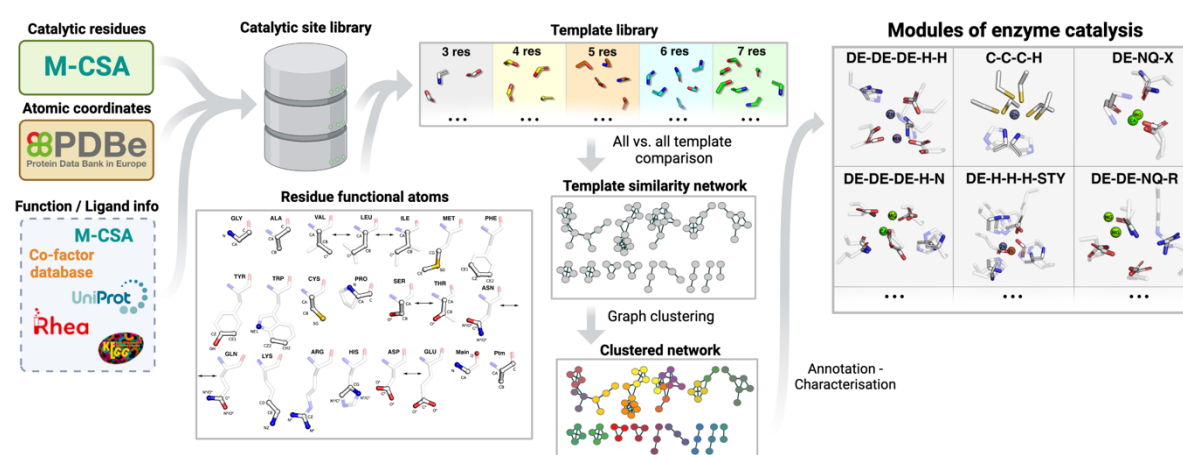 Catalytic residues
M-CSA
Atomic coordinates
PDBe
Protein Data Bank in Europe
Function / Ligand info
M-CSA
Co-factor
database
UniProt
Rhea
KEGG
Catalytic site library
Residue functional atoms
GLY ALA VAL LEU ILE MET PHE
TYR TRP CYS PRO SER THR ASN
GLN LYS ARG HIS ASP GLU Main Ptm
Template library
3 res 4 res 5 res 6 res 7 res
... ... ... ... ...
All vs. all template
comparison
Template similarity network
Graph clustering
Clustered network
Annotation -
Characterisation
Modules of enzyme catalysis
DE-DE-DE-H-H C-C-C-H DE-NQ-X
DE-DE-DE-H-N DE-H-H-H-STY DE-DE-NQ-R
... ... ...